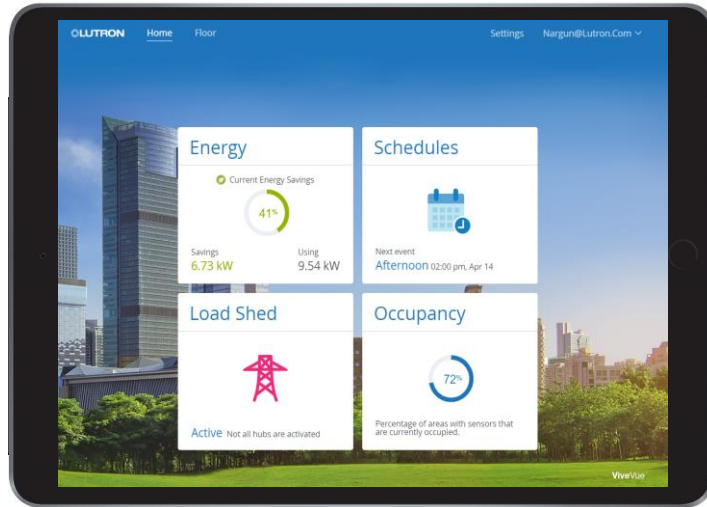 LUTRON Home Floor Settings Nargun@Lutron.Com
Energy
Current Energy Savings
41%
Savings Using
6.73 kW 9.54 kW
Schedules
Next event
Afternoon 02:00 pm, Apr 14
Load Shed
Active Not all hubs are activated
Occupancy
72%
Percentage of areas with sensors that
are currently occupied.
ViveVue